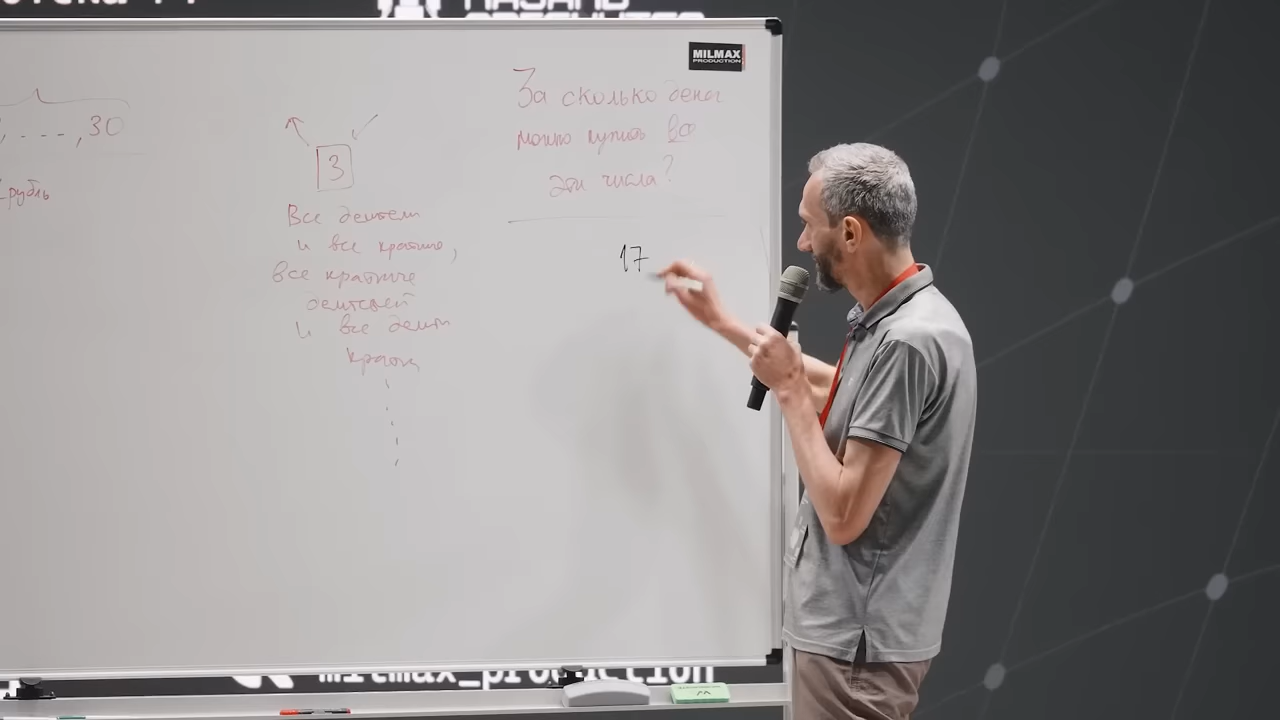 MILMAX
PRODUCTION
, . - - - , 30
рубль
3
Все делители
и все кратные,
все кратные
делителей
и все делит
кратн
За сколько денег
можно купить все
эти числа?
17
milmax_production